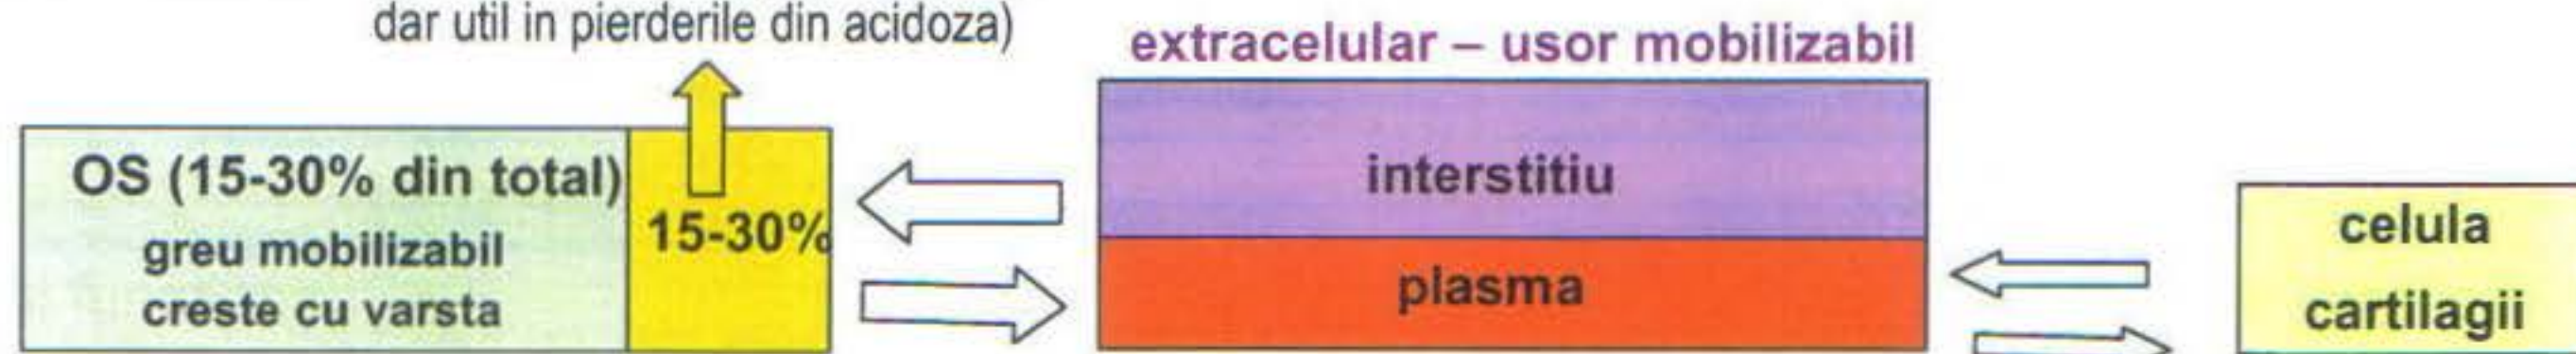 dar util in pierderile din acidoza)
extracelular – usor mobilizabil
OS (15-30% din total)
greu mobilizabil
creste cu varsta
15-30%
interstitiu
plasma
celula
cartilagii